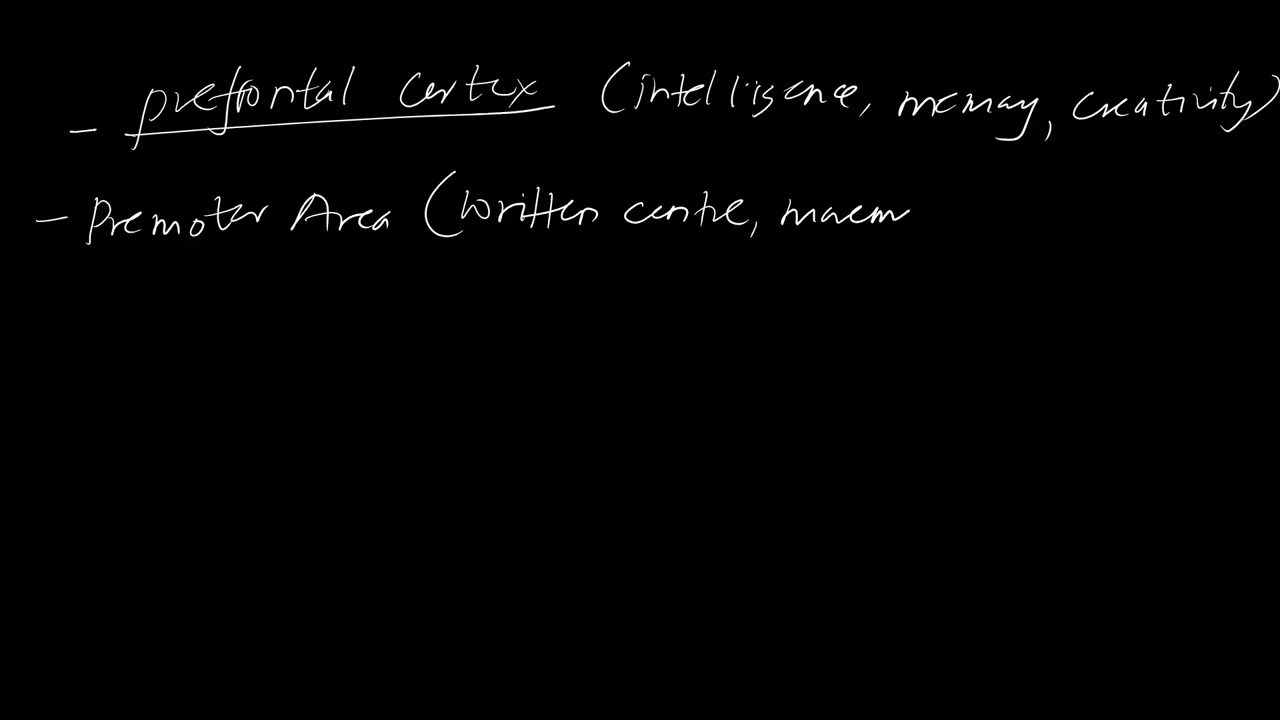 - prefrontal cortex (intelligence, memory, creativity)
- Premotor Area (written centre,